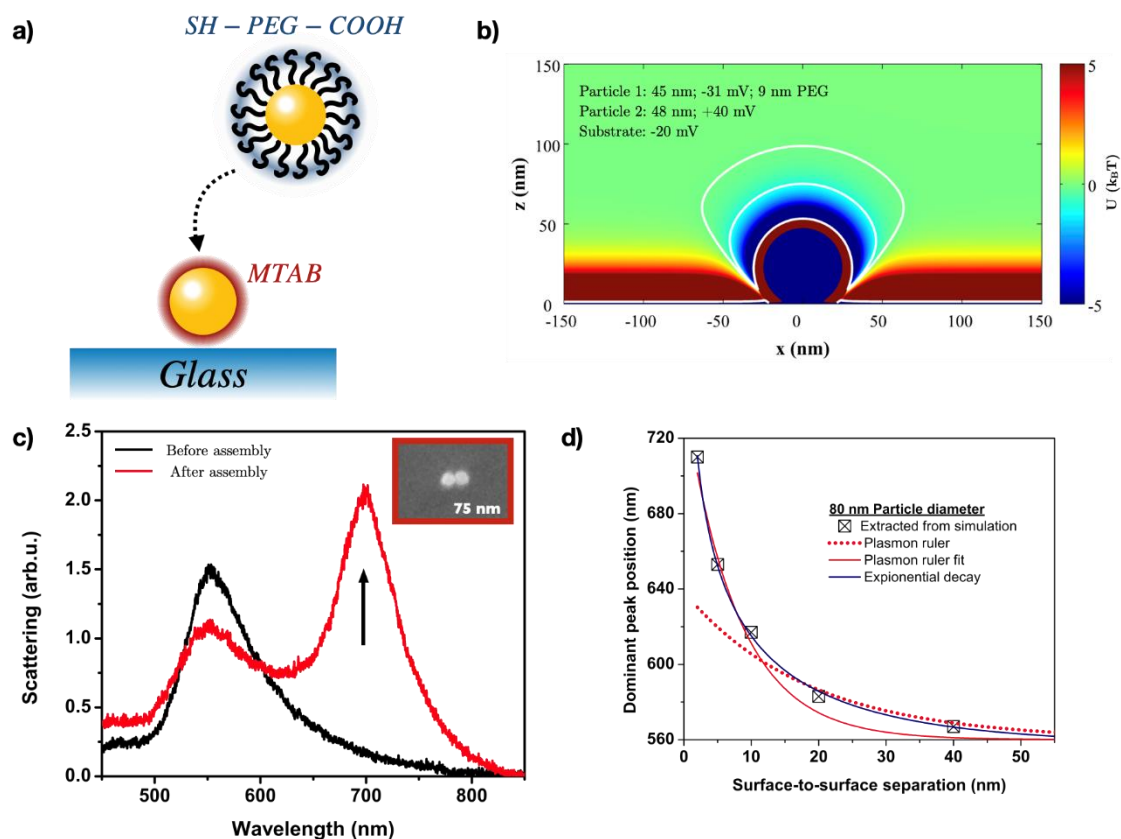 a)
SH – PEG – COOH
MTAB
Glass
b)
Particle 1: 45 nm; -31 mV; 9 nm PEG
Particle 2: 48 nm; +40 mV
Substrate: -20 mV
150
100
50
0
z (nm)
-150
-100
-50
0
50
100
150
x (nm)
5
0
-5
U (kBT)
c)
Before assembly
After assembly
75 nm
2.5
2.0
1.5
1.0
0.5
0.0
Scattering (arb.u.)
500
600
700
800
Wavelength (nm)
d)
80 nm Particle diameter
Extracted from simulation
Plasmon ruler
Plasmon ruler fit
Expionential decay
720
680
640
600
560
Dominant peak position (nm)
0
10
20
30
40
50
Surface-to-surface separation (nm)